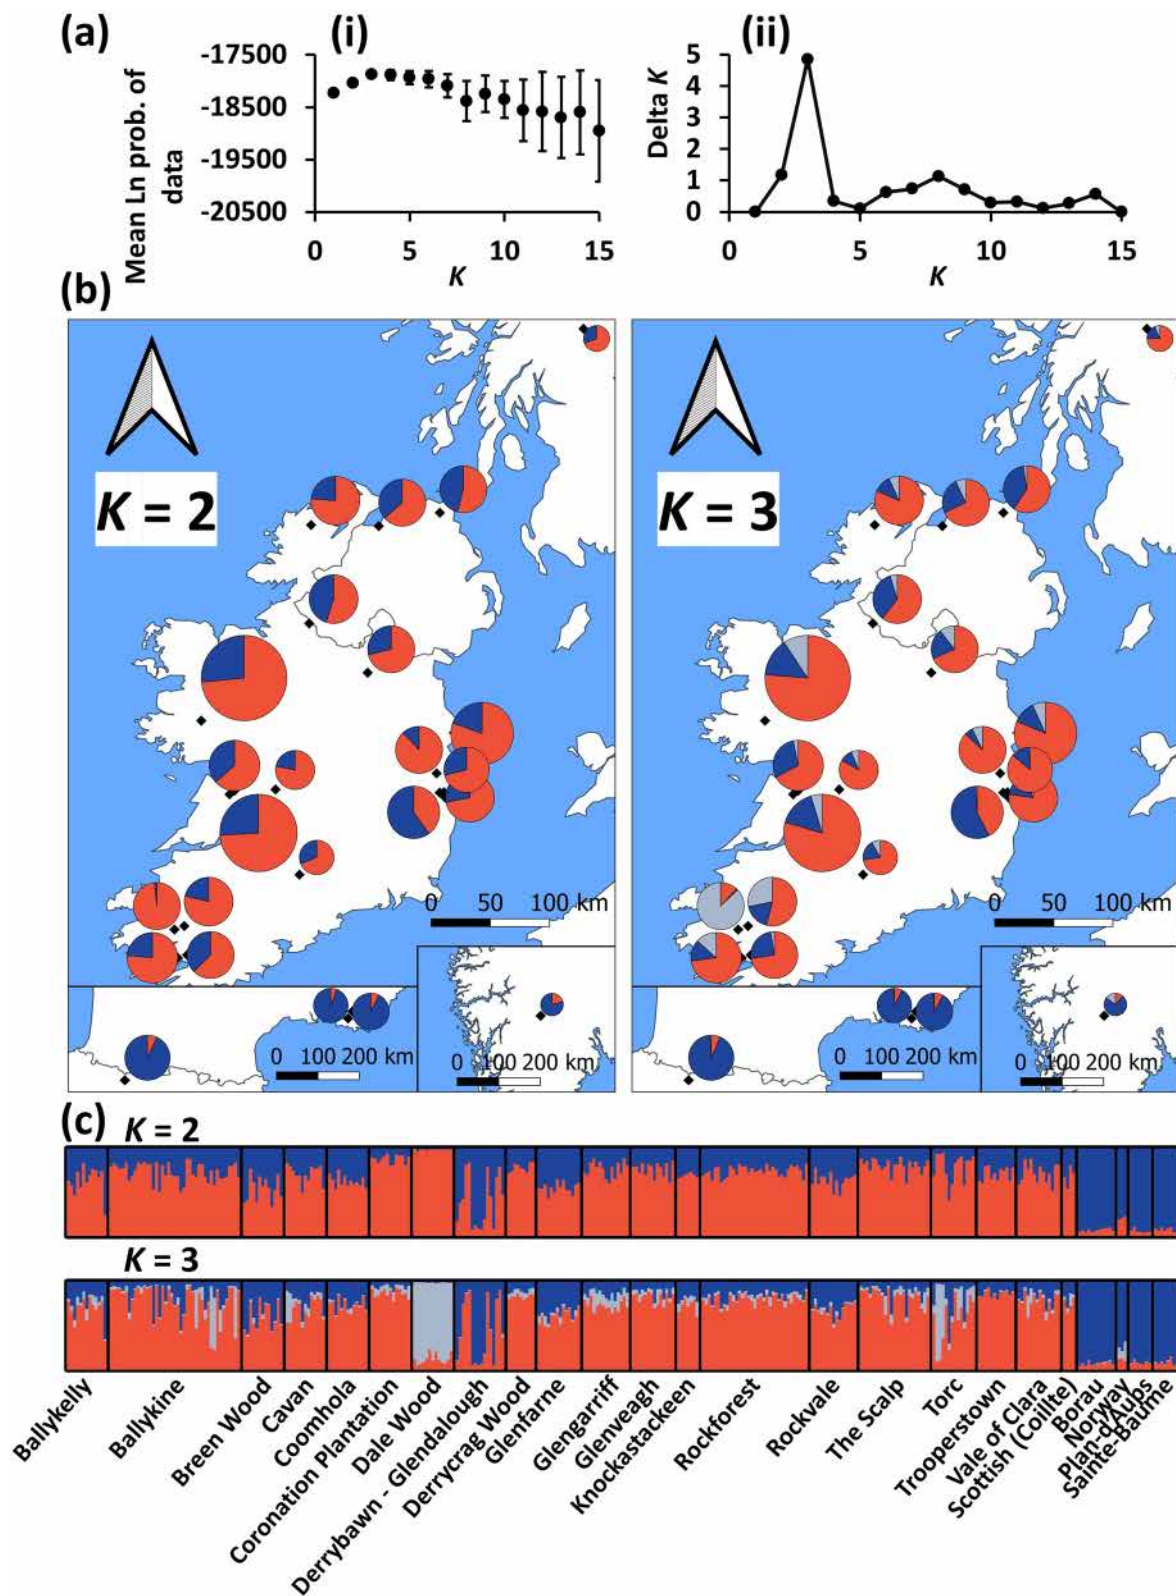 (a)
(i)
(ii)
Mean Ln prob. of
data
-17500
-18500
-19500
-20500
0 5 10 15
K
Delta K
5
4
3
2
1
0
0 5 10 15
K
(b)
K = 2
K = 3
0 50 100 km
0 50 100 km
0 100 200 km
0 100 200 km
0 100 200 km
0 100 200 km
(c)
K = 2
K = 3
Ballykelly
Ballykine
Breen Wood
Cavan
Coomhola
Coronation Plantation
Dale Wood
Derrybawn - Glendalough
Derrycrag Wood
Glenfarne
Glengarriff
Glenveagh
Knockastackeen
Rockforest
Rockvale
The Scalp
Torc
Trooperstown
Vale of Clara
Scottish (Coillte)
Borau
Norway
Plan-d'Aups
Sainte-Baume